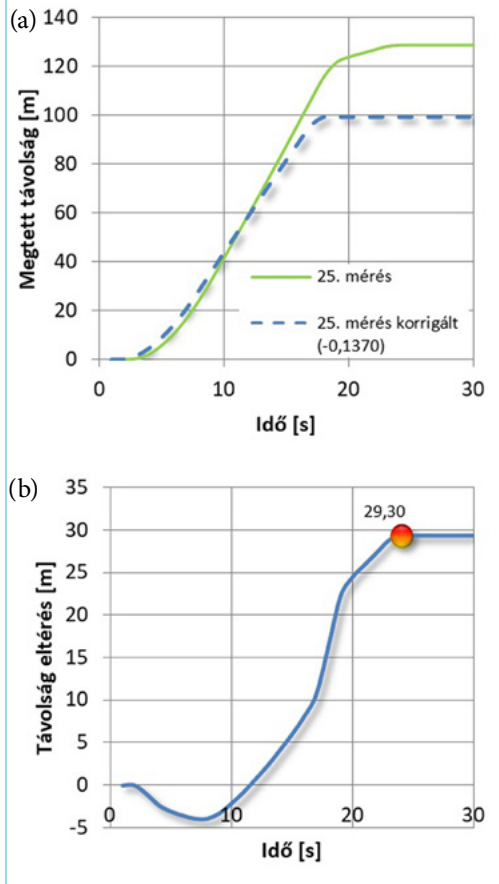 (a)
140
120
100
80
60
40
20
0
Megtett távolság [m]
25. mérés
25. mérés korrigált
(-0,1370)
0 10 20 30
Idő [s]
(b)
35
30
25
20
15
10
5
0
-5
Távolság eltérés [m]
29,30
0 10 20 30
Idő [s]